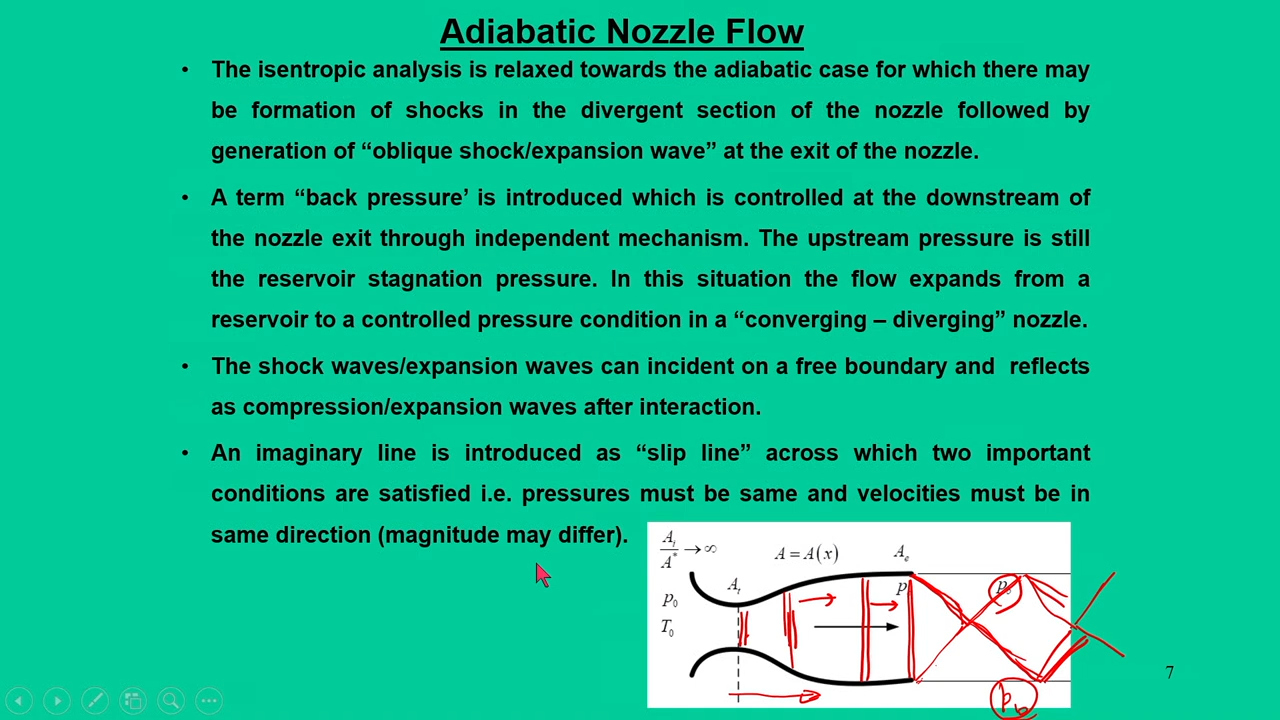 Adiabatic Nozzle Flow
• The isentropic analysis is relaxed towards the adiabatic case for which there may
be formation of shocks in the divergent section of the nozzle followed by
generation of “oblique shock/expansion wave” at the exit of the nozzle.
• A term “back pressure’ is introduced which is controlled at the downstream of
the nozzle exit through independent mechanism. The upstream pressure is still
the reservoir stagnation pressure. In this situation the flow expands from a
reservoir to a controlled pressure condition in a “converging – diverging” nozzle.
• The shock waves/expansion waves can incident on a free boundary and reflects
as compression/expansion waves after interaction.
• An imaginary line is introduced as “slip line” across which two important
conditions are satisfied i.e. pressures must be same and velocities must be in
same direction (magnitude may differ).
A_i/A* → ∞
A = A(x)
A_e
A_t
p_0
T_0
p_b
7